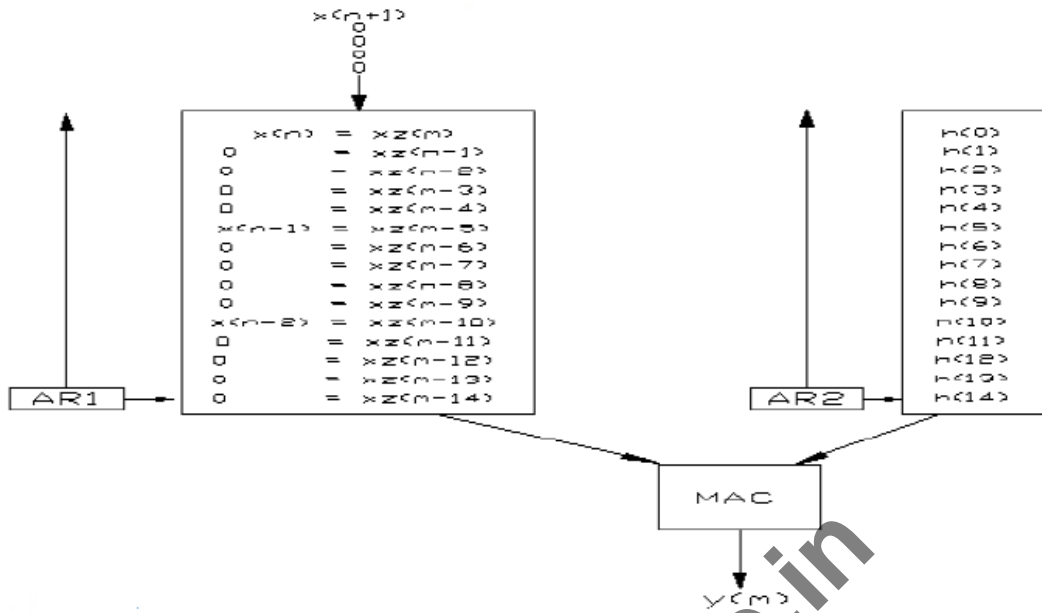 x(n+1)
0
0
0
0
x(n) = xz(m)
0 = xz(m-1)
0 = xz(m-2)
0 = xz(m-3)
0 = xz(m-4)
x(n-1) = xz(m-5)
0 = xz(m-6)
0 = xz(m-7)
0 = xz(m-8)
0 = xz(m-9)
x(n-2) = xz(m-10)
0 = xz(m-11)
0 = xz(m-12)
0 = xz(m-13)
0 = xz(m-14)
AR1
h(0)
h(1)
h(2)
h(3)
h(4)
h(5)
h(6)
h(7)
h(8)
h(9)
h(10)
h(11)
h(12)
h(13)
h(14)
AR2
MAC
y(m)
.in